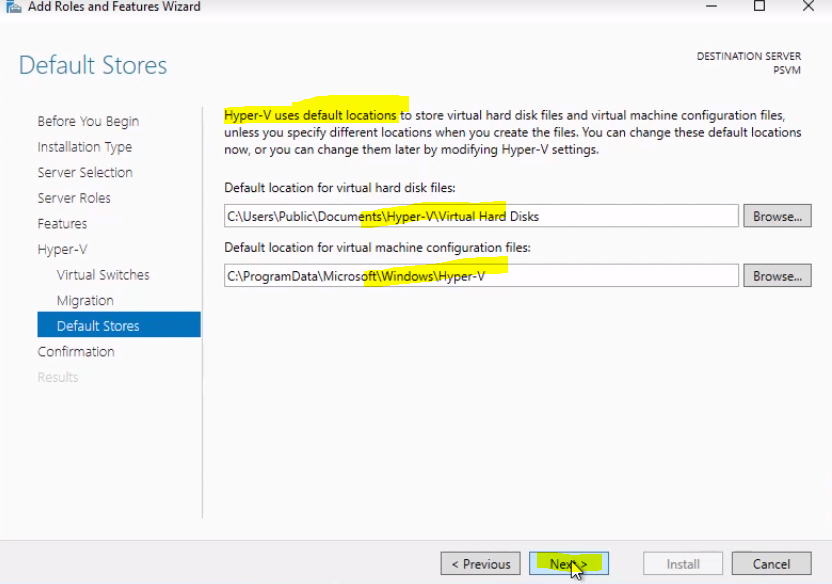 Add Roles and Features Wizard
Default Stores
DESTINATION SERVER
PSVM
Before You Begin
Installation Type
Server Selection
Server Roles
Features
Hyper-V
Virtual Switches
Migration
Default Stores
Confirmation
Results
Hyper-V uses default locations to store virtual hard disk files and virtual machine configuration files,
unless you specify different locations when you create the files. You can change these default locations
now, or you can change them later by modifying Hyper-V settings.
Default location for virtual hard disk files:
C:\Users\Public\Documents\Hyper-V\Virtual Hard Disks
Browse...
Default location for virtual machine configuration files:
C:\ProgramData\Microsoft\Windows\Hyper-V
Browse...
< Previous
Next >
Install
Cancel